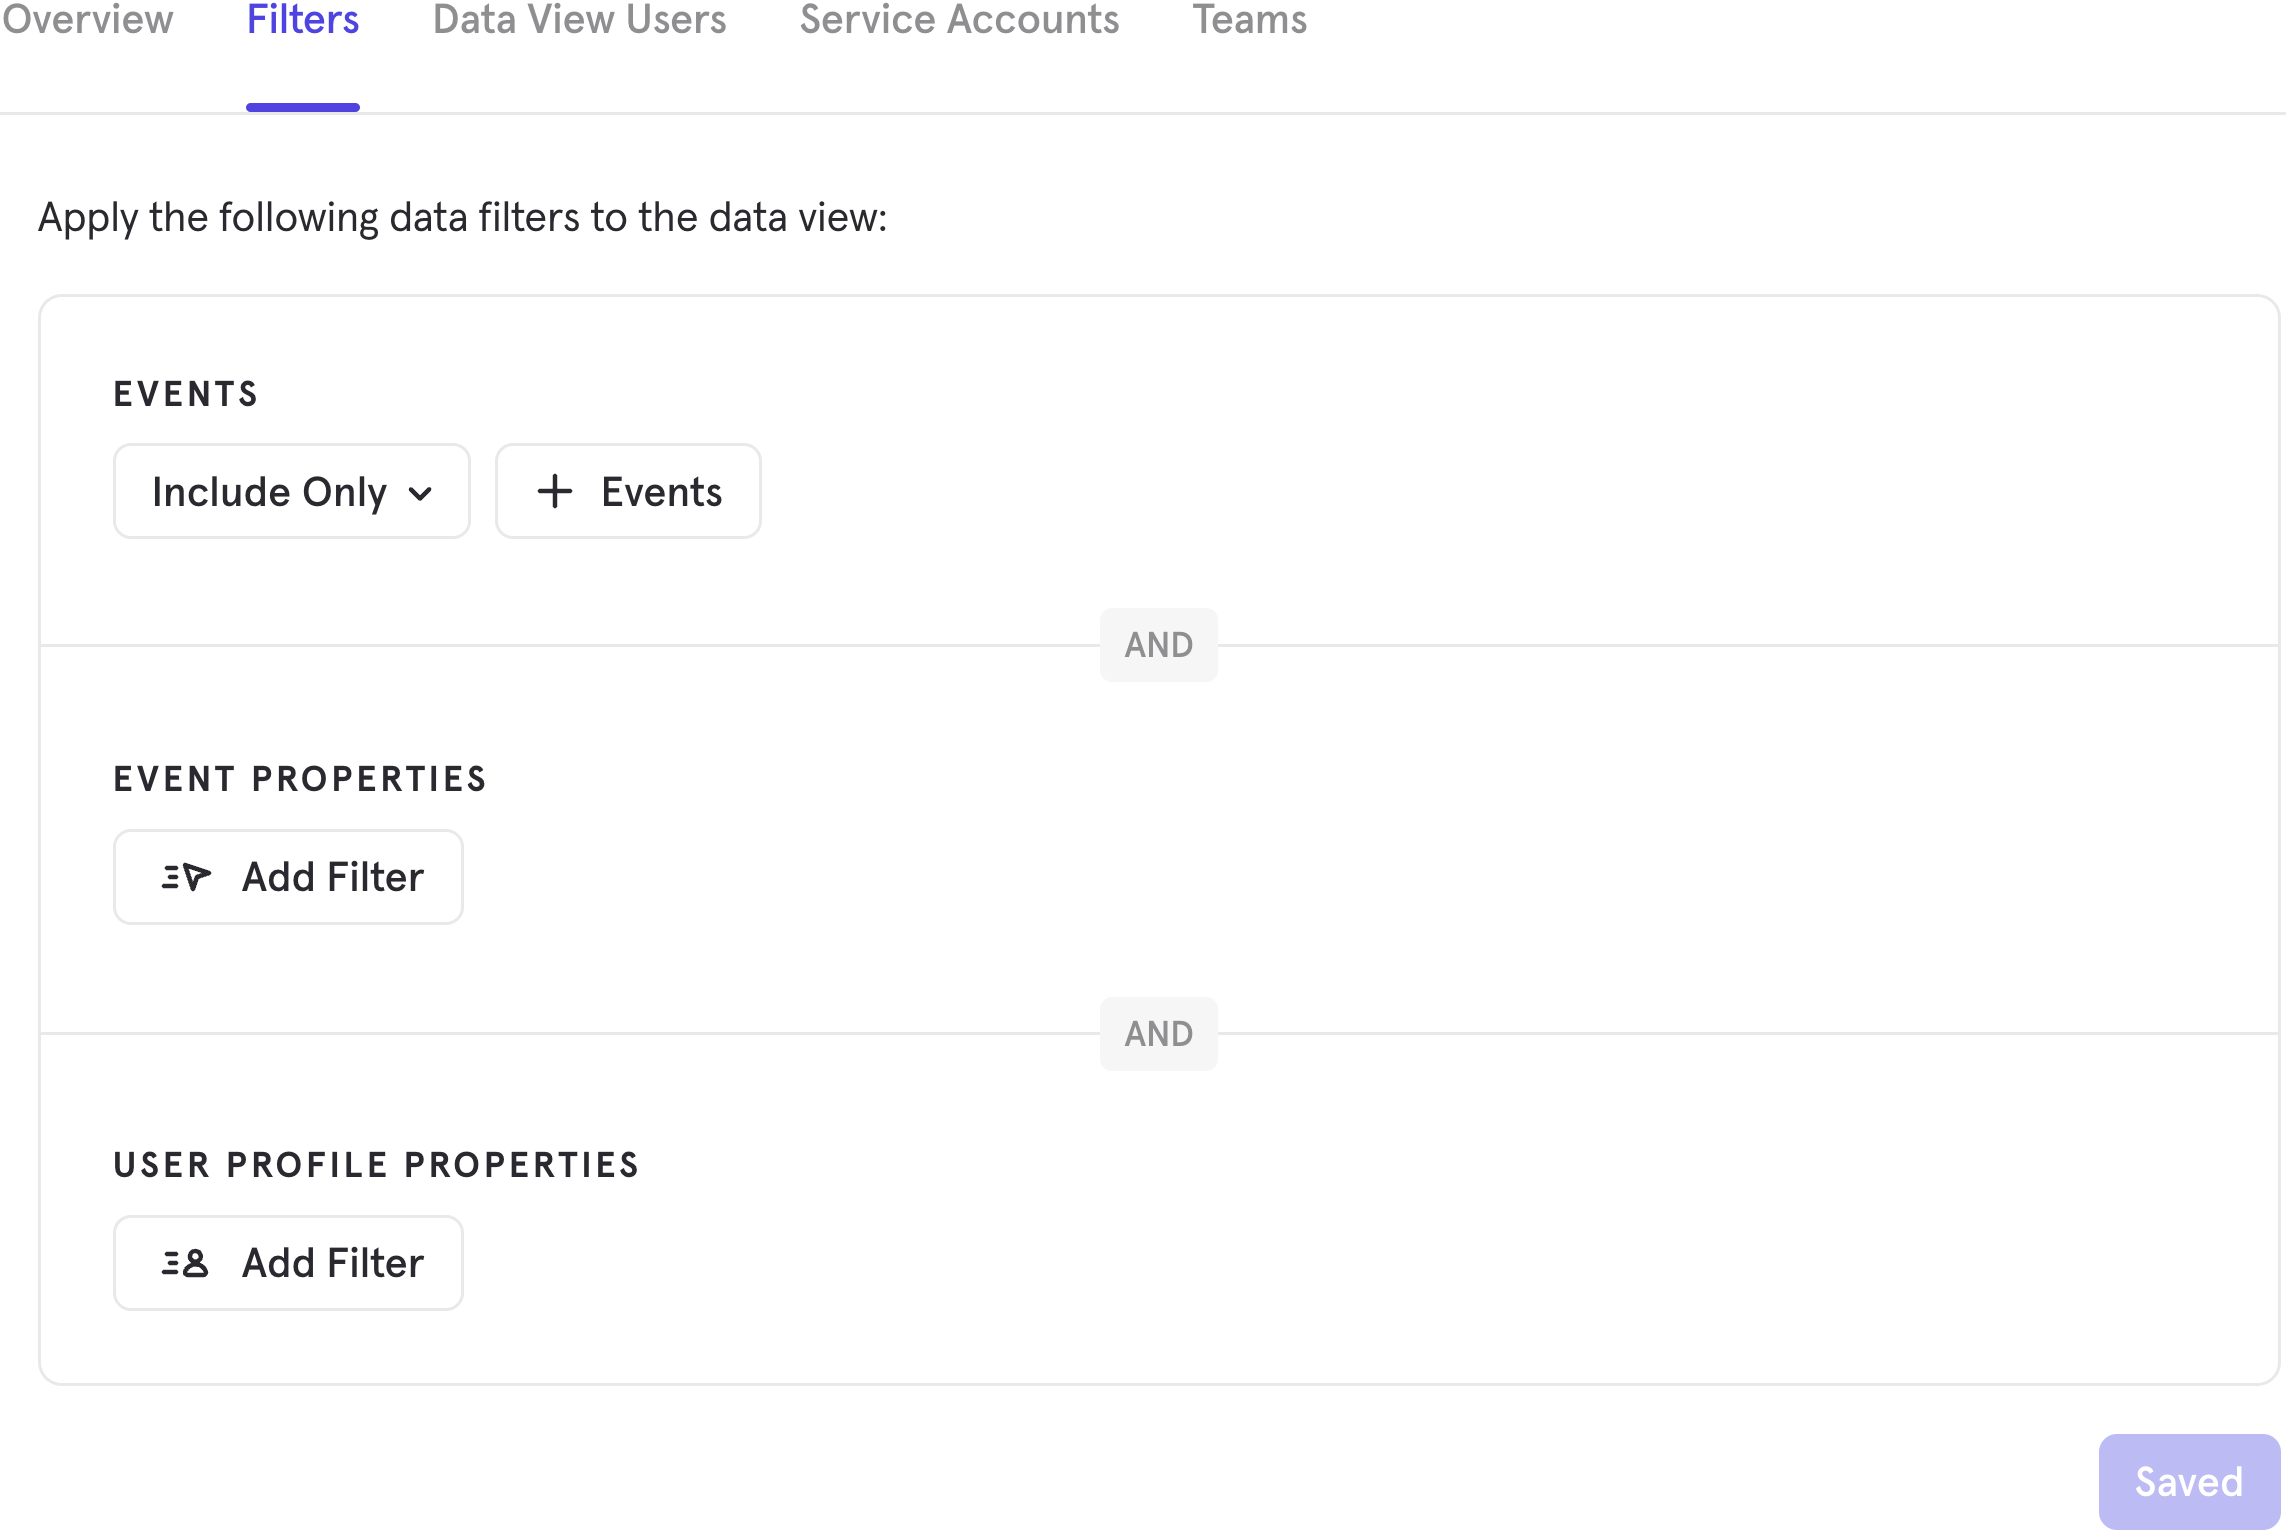 Overview Filters Data View Users Service Accounts Teams
Apply the following data filters to the data view:
EVENTS
Include Only Events
AND
EVENT PROPERTIES
Add Filter
AND
USER PROFILE PROPERTIES
Add Filter
Saved